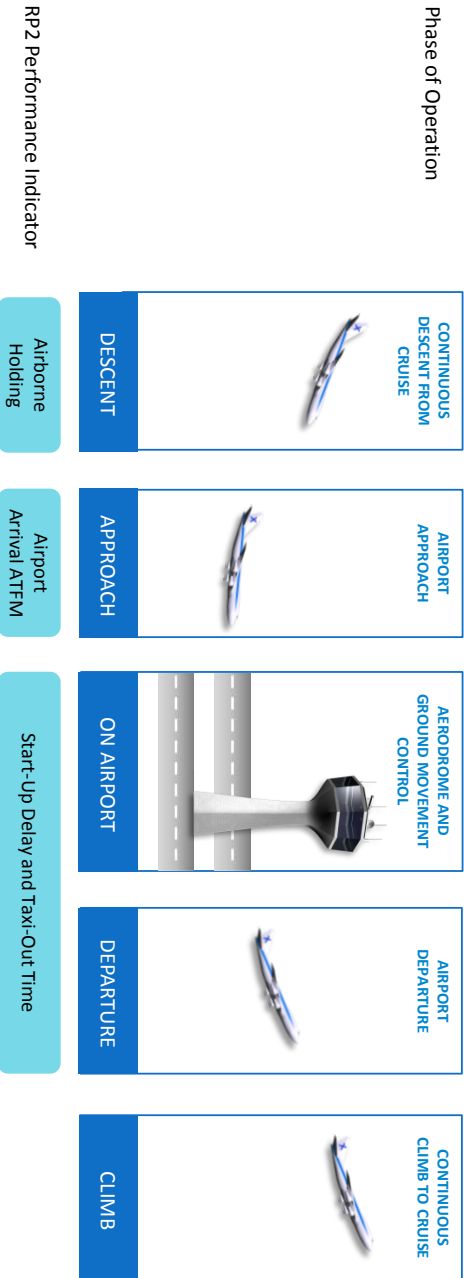 Phase of Operation
CONTINUOUS
DESCENT FROM
CRUISE
AIRPORT
APPROACH
AERODROME AND
GROUND MOVEMENT
CONTROL
AIRPORT
DEPARTURE
CONTINUOUS
CLIMB TO CRUISE
DESCENT
APPROACH
ON AIRPORT
DEPARTURE
CLIMB
RP2 Performance Indicator
Airborne
Holding
Airport
Arrival ATFM
Start-Up Delay and Taxi-Out Time